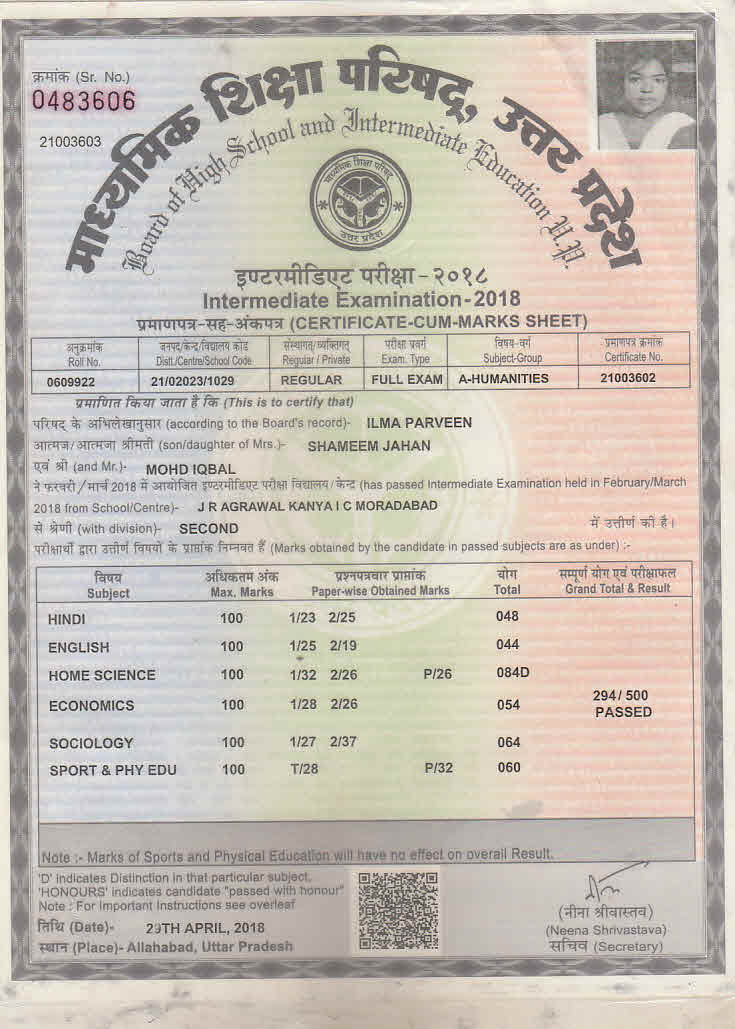 क्रमांक (Sr. No.)
0483606
21003603
माध्यमिक शिक्षा परिषद्, उत्तर प्रदेश
Board of High School and Intermediate Education U.P.
माध्यमिक शिक्षा परिषद्
उत्तर प्रदेश
इण्टरमीडिएट परीक्षा - २०१८
Intermediate Examination - 2018
प्रमाणपत्र-सह-अंकपत्र (CERTIFICATE-CUM-MARKS SHEET)
अनुक्रमांक जनपद/केन्द्र/विद्यालय कोड संस्थागत/व्यक्तिगत परीक्षा प्रवर्ग विषय-वर्ग प्रमाणपत्र क्रमांक
Roll No. Distt./Centre/School Code Regular / Private Exam. Type Subject-Group Certificate No.
0609922 21/02023/1029 REGULAR FULL EXAM A-HUMANITIES 21003602
प्रमाणित किया जाता है कि (This is to certify that)
परिषद् के अभिलेखानुसार (according to the Board's record)- ILMA PARVEEN
आत्मज/आत्मजा श्रीमती (son/daughter of Mrs.)- SHAMEEM JAHAN
एवं श्री (and Mr.)- MOHD IQBAL
ने फरवरी/मार्च 2018 में आयोजित इण्टरमीडिएट परीक्षा विद्यालय/केन्द्र (has passed Intermediate Examination held in February/March
2018 from School/Centre)- J R AGRAWAL KANYA I C MORADABAD
से श्रेणी (with division)- SECOND में उत्तीर्ण की है।
परीक्षार्थी द्वारा उत्तीर्ण विषयों के प्राप्तांक निम्नवत हैं (Marks obtained by the candidate in passed subjects are as under) :-
विषय अधिकतम अंक प्रश्नपत्रवार प्राप्तांक योग सम्पूर्ण योग एवं परीक्षाफल
Subject Max. Marks Paper-wise Obtained Marks Total Grand Total & Result
HINDI 100 1/23 2/25 048
ENGLISH 100 1/25 2/19 044
HOME SCIENCE 100 1/32 2/26 P/26 084D
294/500
ECONOMICS 100 1/28 2/26 054
PASSED
SOCIOLOGY 100 1/27 2/37 064
SPORT & PHY EDU 100 T/28 P/32 060
Note :- Marks of Sports and Physical Education will have no effect on overall Result.
'D' indicates Distinction in that particular subject,
'HONOURS' indicates candidate "passed with honour"
Note : For Important Instructions see overleaf
तिथि (Date)- 29TH APRIL, 2018
स्थान (Place)- Allahabad, Uttar Pradesh
(नीना श्रीवास्तव)
(Neena Shrivastava)
सचिव (Secretary)